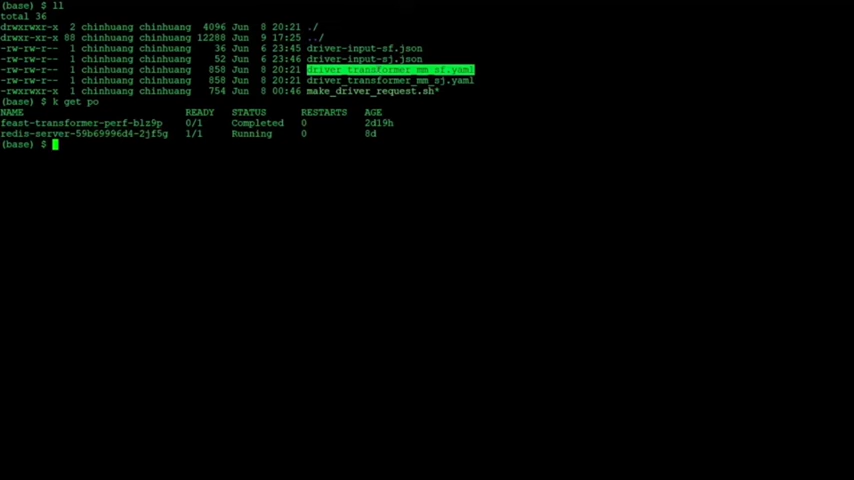 (base) $ ll
total 36
drwxrwxr-x  2 chinhuang chinhuang  4096 Jun  8 20:21 ./
drwxr-xr-x 88 chinhuang chinhuang 12288 Jun  9 17:25 ../
-rw-rw-r--  1 chinhuang chinhuang    36 Jun  6 23:45 driver-input-sf.json
-rw-rw-r--  1 chinhuang chinhuang    52 Jun  6 23:46 driver-input-sj.json
-rw-rw-r--  1 chinhuang chinhuang   858 Jun  8 20:21 driver_transformer_mm_sf.yaml
-rw-rw-r--  1 chinhuang chinhuang   858 Jun  8 20:21 driver_transformer_mm_sj.yaml
-rwxrwxr-x  1 chinhuang chinhuang   754 Jun  8 00:46 make_driver_request.sh*
(base) $ k get po
NAME                            READY   STATUS      RESTARTS   AGE
feast-transformer-perf-blz9p    0/1     Completed   0          2d19h
redis-server-59b69996d4-2jf5g   1/1     Running     0          8d
(base) $